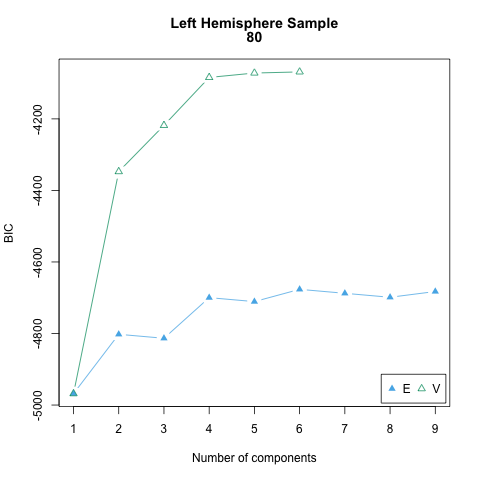 Left Hemisphere Sample
80
BIC
-4200
-4400
-4600
-4800
-5000
1 2 3 4 5 6 7 8 9
Number of components
E V